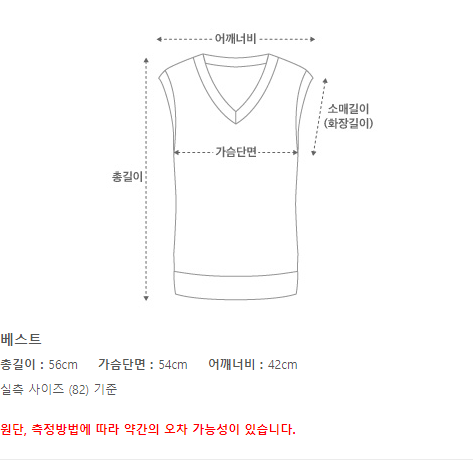 어깨너비
소매길이
(화장길이)
가슴단면
총길이
베스트
총길이 : 56cm 가슴단면 : 54cm 어깨너비 : 42cm
실측 사이즈 (82) 기준
원단, 측정방법에 따라 약간의 오차 가능성이 있습니다.